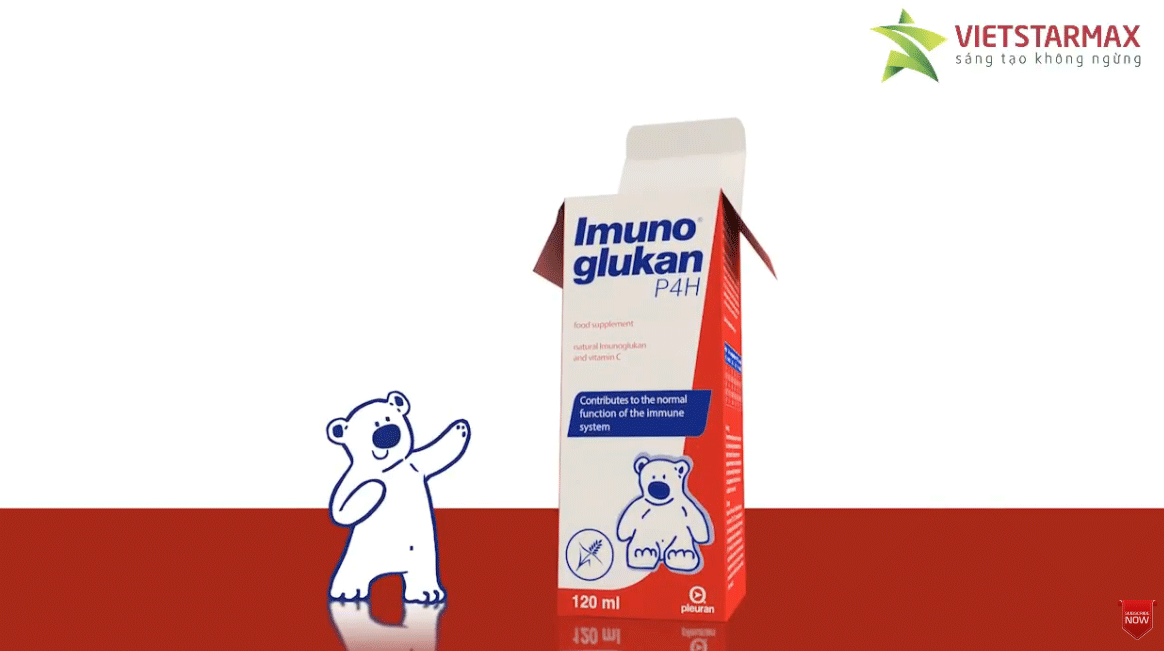 VIETSTARMAX
sáng tạo không ngừng
Imuno®
glukan
P4H
food supplement
natural Imunoglukan
and vitamin C
Contributes to the normal
function of the immune
system
120 ml
pleuran
SUBSCRIBE
NOW